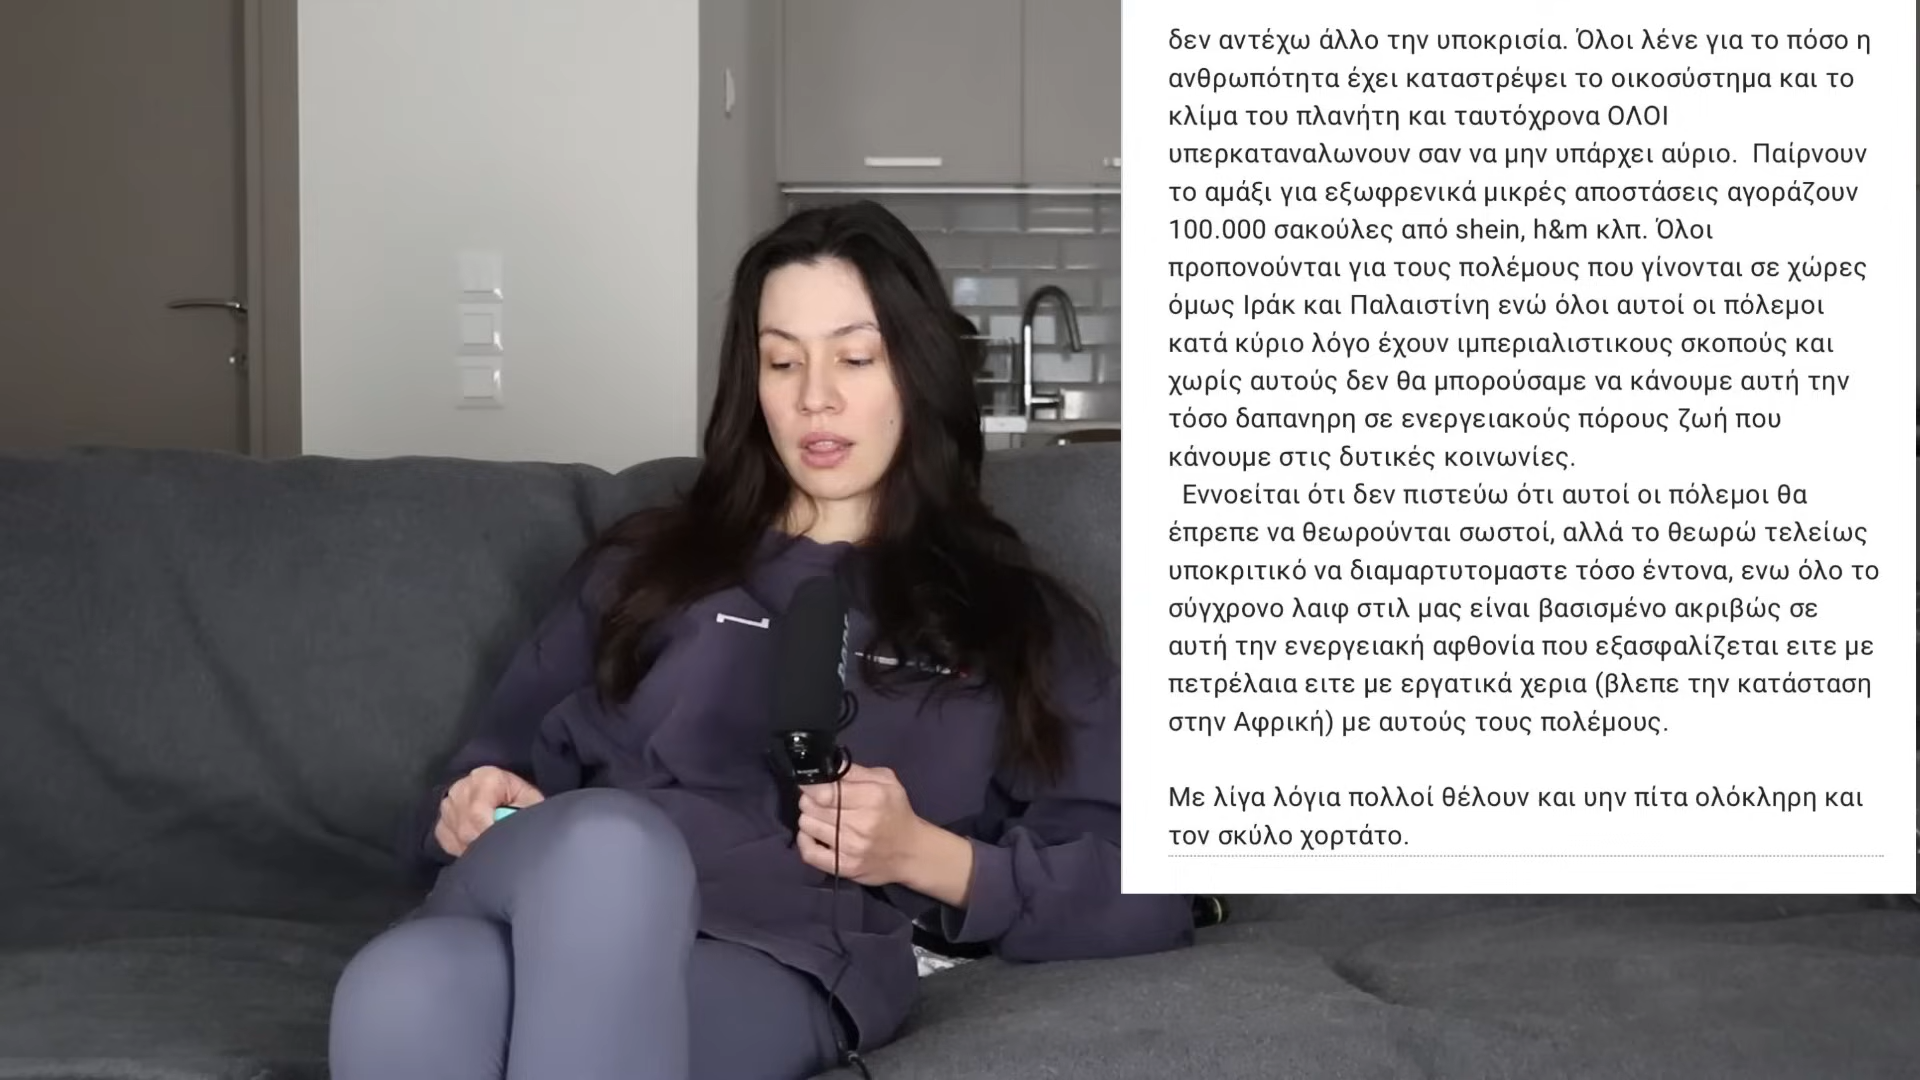 δεν αντέχω άλλο την υποκρισία. Όλοι λένε για το πόσο η
ανθρωπότητα έχει καταστρέψει το οικοσύστημα και το
κλίμα του πλανήτη και ταυτόχρονα ΟΛΟΙ
υπερκαταναλωνουν σαν να μην υπάρχει αύριο.  Παίρνουν
το αμάξι για εξωφρενικά μικρές αποστάσεις αγοράζουν
100.000 σακούλες από shein, h&m κλπ. Όλοι
προπονούνται για τους πολέμους που γίνονται σε χώρες
όμως Ιράκ και Παλαιστίνη ενώ όλοι αυτοί οι πόλεμοι
κατά κύριο λόγο έχουν ιμπεριαλιστικους σκοπούς και
χωρίς αυτούς δεν θα μπορούσαμε να κάνουμε αυτή την
τόσο δαπανηρη σε ενεργειακούς πόρους ζωή που
κάνουμε στις δυτικές κοινωνίες.
Εννοείται ότι δεν πιστεύω ότι αυτοί οι πόλεμοι θα
έπρεπε να θεωρούνται σωστοί, αλλά το θεωρώ τελείως
υποκριτικό να διαμαρτυτομαστε τόσο έντονα, ενω όλο το
σύγχρονο λαιφ στιλ μας είναι βασισμένο ακριβώς σε
αυτή την ενεργειακή αφθονία που εξασφαλίζεται ειτε με
πετρέλαια ειτε με εργατικά χερια (βλεπε την κατάσταση
στην Αφρική) με αυτούς τους πολέμους.
Με λίγα λόγια πολλοί θέλουν και υην πίτα ολόκληρη και
τον σκύλο χορτάτο.